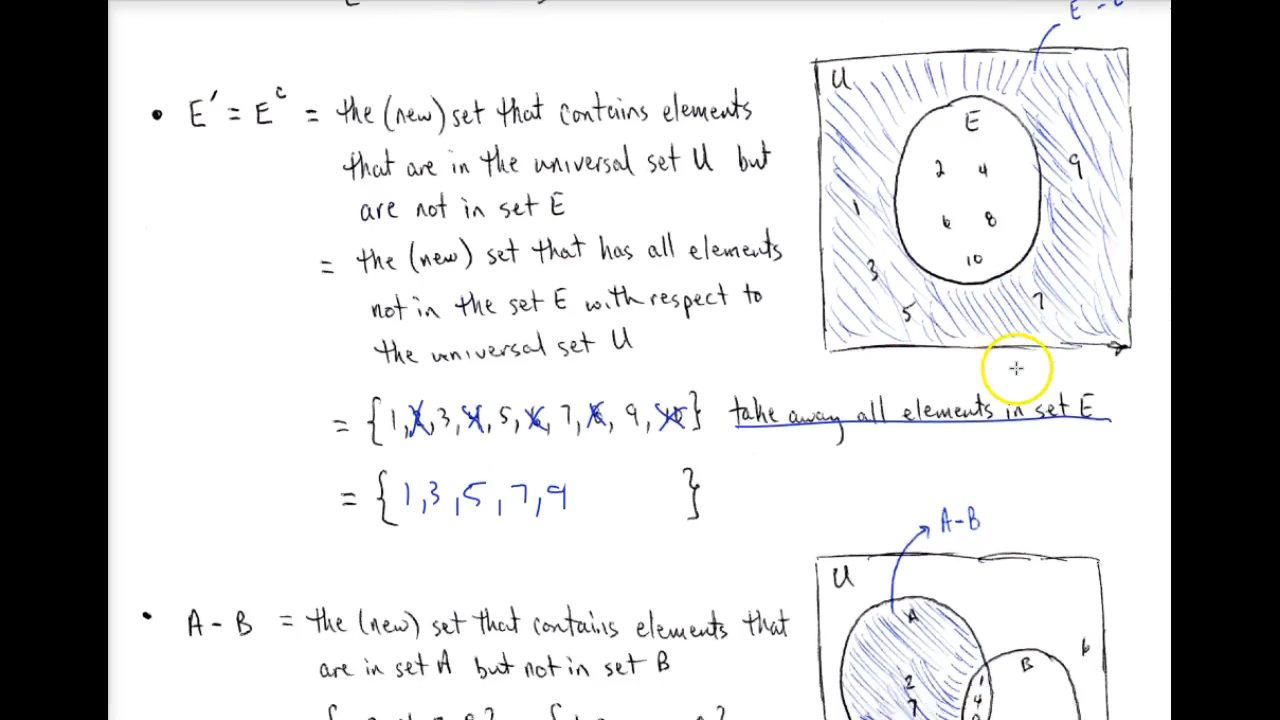 U
E
2 4
9
1
6 8
10
3
5
7
• E' = E^c = the (new) set that contains elements
that are in the universal set U but
are not in set E
= the (new) set that has all elements
not in the set E with respect to
the universal set U
= {1, 2, 3, 4, 5, 6, 7, 8, 9, 10} take away all elements in set E
= {1, 3, 5, 7, 9 }
A-B
U
A
B
6
2
7
1
4
• A - B = the (new) set that contains elements that
are in set A but not in set B